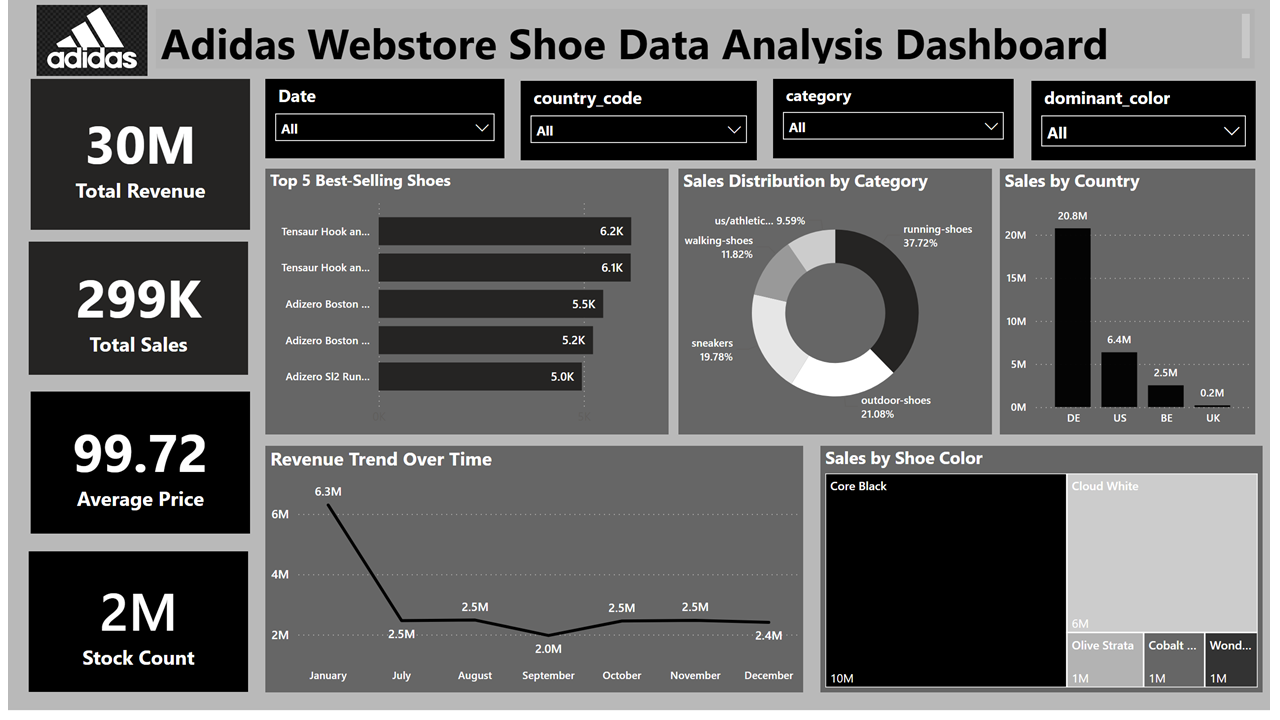 adidas
Adidas Webstore Shoe Data Analysis Dashboard
30M
Total Revenue
299K
Total Sales
99.72
Average Price
2M
Stock Count
Date
All
country_code
All
category
All
dominant_color
All
Top 5 Best-Selling Shoes
Tensaur Hook an... 6.2K
Tensaur Hook an... 6.1K
Adizero Boston ... 5.5K
Adizero Boston ... 5.2K
Adizero Sl2 Run... 5.0K
Sales Distribution by Category
us/athletic... 9.59%
walking-shoes
11.82%
sneakers
19.78%
running-shoes
37.72%
outdoor-shoes
21.08%
Sales by Country
20M
15M
10M
5M
0M
20.8M
6.4M
2.5M
0.2M
DE US BE UK
Revenue Trend Over Time
6M
4M
2M
6.3M
2.5M
2.5M
2.0M
2.5M
2.5M
2.4M
January July August September October November December
Sales by Shoe Color
Core Black
10M
Cloud White
6M
Olive Strata
1M
Cobalt ...
1M
Wond...
1M